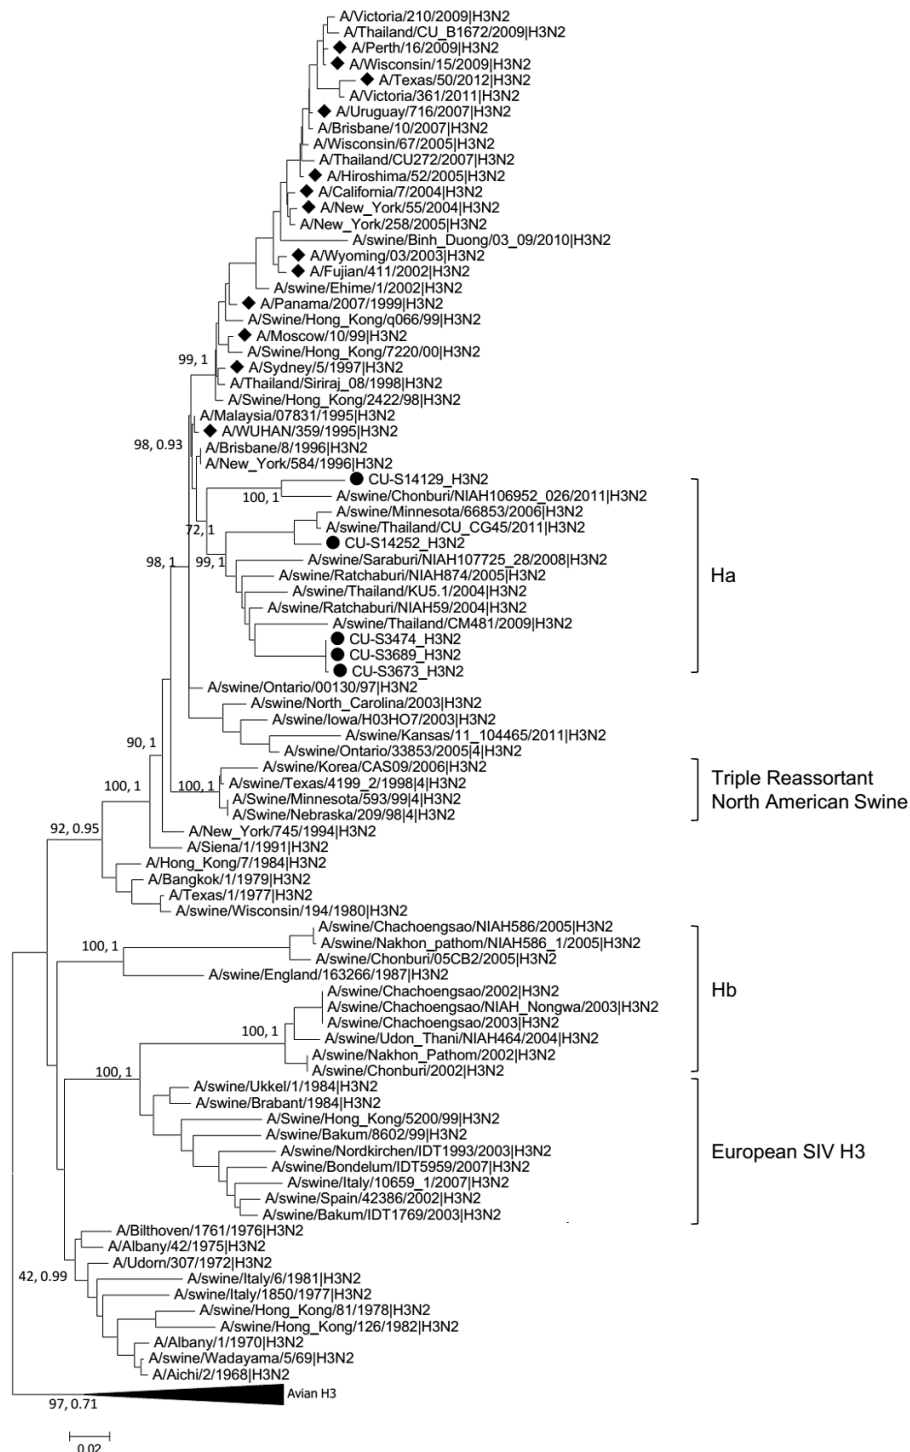 A/Victoria/210/2009|H3N2
A/Thailand/CU_B1672/2009|H3N2
A/Perth/16/2009|H3N2
A/Wisconsin/15/2009|H3N2
A/Texas/50/2012|H3N2
A/Victoria/361/2011|H3N2
A/Uruguay/716/2007|H3N2
A/Brisbane/10/2007|H3N2
A/Wisconsin/67/2005|H3N2
A/Thailand/CU272/2007|H3N2
A/Hiroshima/52/2005|H3N2
A/California/7/2004|H3N2
A/New_York/55/2004|H3N2
A/New_York/258/2005|H3N2
A/swine/Binh_Duong/03_09/2010|H3N2
A/Wyoming/03/2003|H3N2
A/Fujian/411/2002|H3N2
A/swine/Ehime/1/2002|H3N2
A/Panama/2007/1999|H3N2
A/Swine/Hong_Kong/q066/99|H3N2
A/Moscow/10/99|H3N2
A/Swine/Hong_Kong/7220/00|H3N2
99, 1
A/Sydney/5/1997|H3N2
A/Thailand/Siriraj_08/1998|H3N2
A/Swine/Hong_Kong/2422/98|H3N2
A/Malaysia/07831/1995|H3N2
A/WUHAN/359/1995|H3N2
98, 0.93
A/Brisbane/8/1996|H3N2
A/New_York/584/1996|H3N2
CU-S14129_H3N2
100, 1
A/swine/Chonburi/NIAH106952_026/2011|H3N2
A/swine/Minnesota/66853/2006|H3N2
72, 1
A/swine/Thailand/CU_CG45/2011|H3N2
CU-S14252_H3N2
98, 1
99, 1
A/swine/Saraburi/NIAH107725_28/2008|H3N2
A/swine/Ratchaburi/NIAH874/2005|H3N2
Ha
A/swine/Thailand/KU5.1/2004|H3N2
A/swine/Ratchaburi/NIAH59/2004|H3N2
A/swine/Thailand/CM481/2009|H3N2
CU-S3474_H3N2
CU-S3689_H3N2
CU-S3673_H3N2
A/swine/Ontario/00130/97|H3N2
A/swine/North_Carolina/2003|H3N2
A/swine/Iowa/H03HO7/2003|H3N2
A/swine/Kansas/11_104465/2011|H3N2
90, 1
A/swine/Ontario/33853/2005|4|H3N2
A/swine/Korea/CAS09/2006|H3N2
100, 1
100, 1
A/swine/Texas/4199_2/1998|4|H3N2
Triple Reassortant
North American Swine
A/Swine/Minnesota/593/99|4|H3N2
A/Swine/Nebraska/209/98|4|H3N2
92, 0.95
A/New_York/745/1994|H3N2
A/Siena/1/1991|H3N2
A/Hong_Kong/7/1984|H3N2
A/Bangkok/1/1979|H3N2
A/Texas/1/1977|H3N2
A/swine/Wisconsin/194/1980|H3N2
A/swine/Chachoengsao/NIAH586/2005|H3N2
100, 1
A/swine/Nakhon_pathom/NIAH586_1/2005|H3N2
A/swine/Chonburi/05CB2/2005|H3N2
A/swine/England/163266/1987|H3N2
Hb
A/swine/Chachoengsao/2002|H3N2
A/swine/Chachoengsao/NIAH_Nongwa/2003|H3N2
A/swine/Chachoengsao/2003|H3N2
100, 1
A/swine/Udon_Thani/NIAH464/2004|H3N2
A/swine/Nakhon_Pathom/2002|H3N2
100, 1
A/swine/Chonburi/2002|H3N2
A/swine/Ukkel/1/1984|H3N2
A/swine/Brabant/1984|H3N2
A/Swine/Hong_Kong/5200/99|H3N2
A/swine/Bakum/8602/99|H3N2
A/swine/Nordkirchen/IDT1993/2003|H3N2
European SIV H3
A/swine/Bondelum/IDT5959/2007|H3N2
A/swine/Italy/10659_1/2007|H3N2
A/swine/Spain/42386/2002|H3N2
A/swine/Bakum/IDT1769/2003|H3N2
A/Bilthoven/1761/1976|H3N2
A/Albany/42/1975|H3N2
A/Udorn/307/1972|H3N2
42, 0.99
A/swine/Italy/6/1981|H3N2
A/swine/Italy/1850/1977|H3N2
A/swine/Hong_Kong/81/1978|H3N2
A/swine/Hong_Kong/126/1982|H3N2
A/Albany/1/1970|H3N2
A/swine/Wadayama/5/69|H3N2
A/Aichi/2/1968|H3N2
Avian H3
97, 0.71
0.02